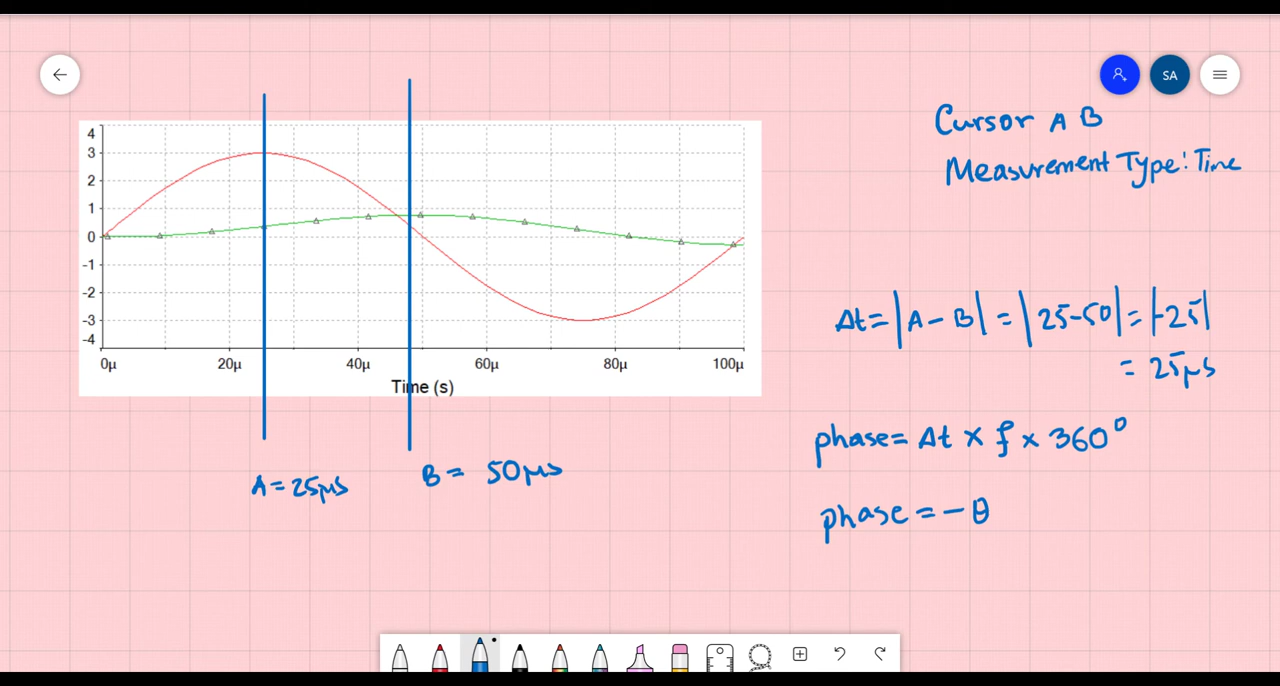 SA
Cursor A B
Measurement Type: Time
4
3
2
1
0
-1
-2
-3
-4
0μ 20μ 40μ 60μ 80μ 100μ
Time (s)
Δt = |A - B| = |25-50| = |-25|
= 25μs
phase = Δt × f × 360°
A = 25μs
B = 50μs
phase = - θ